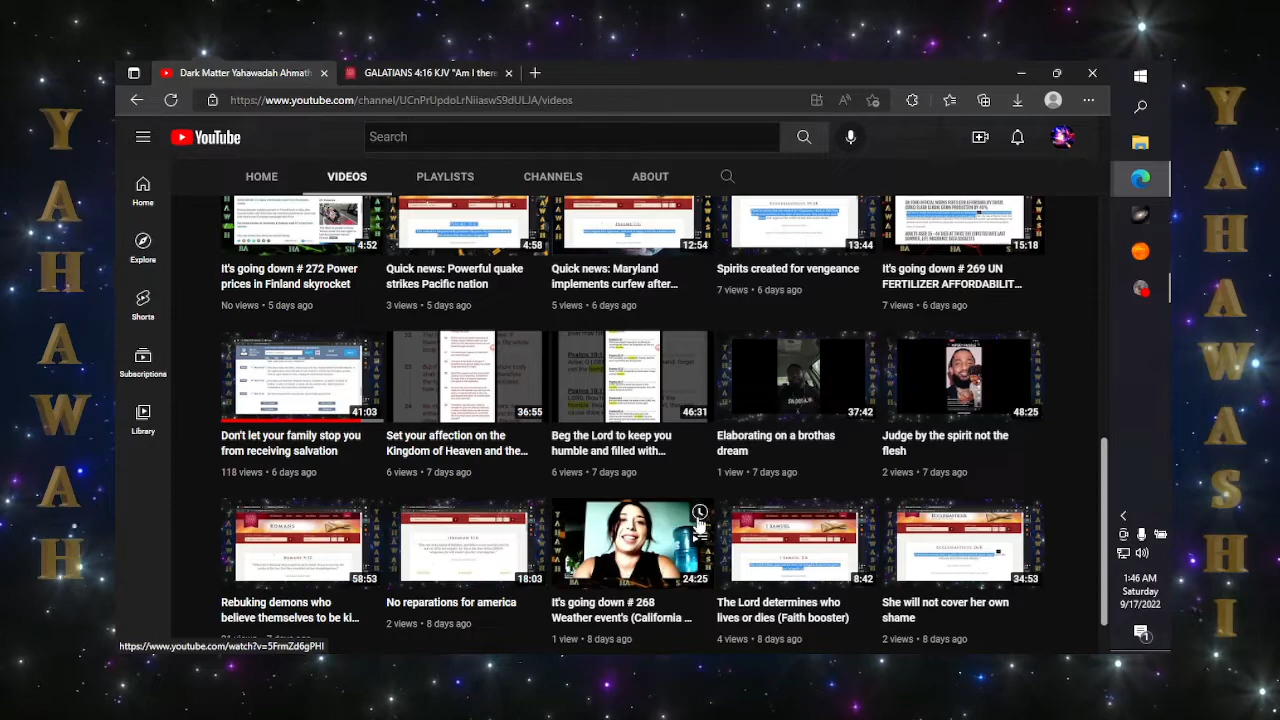 Dark Matter Yahawadah Ahmath
GALATIANS 4:16 KJV "Am I there
https://www.youtube.com/channel/UCnPrUpdoLrNiiaswS9dULJA/videos
YouTube
Search
HOME
VIDEOS
PLAYLISTS
CHANNELS
ABOUT
Home
Explore
Shorts
Subscriptions
Library
4:58
12:54
13:44
15:18
It's going down # 272 Power
prices in Finland skyrocket
No views • 5 days ago
Quick news: Powerful quake
strikes Pacific nation
3 views • 5 days ago
Quick news: Maryland
implements curfew after...
5 views • 6 days ago
Spirits created for vengeance
7 views • 6 days ago
It's going down # 269 UN
FERTILIZER AFFORDABILIT...
7 views • 6 days ago
36:55
46:31
37:42
48:25
Don't let your family stop you
from receiving salvation
118 views • 6 days ago
Set your affection on the
Kingdom of Heaven and the...
6 views • 7 days ago
Beg the Lord to keep you
humble and filled with...
6 views • 7 days ago
Elaborating on a brothas
dream
1 view • 7 days ago
Judge by the spirit not the
flesh
2 views • 7 days ago
ROMANS
I SAMUEL
ECCLESIASTICUS
18:03
24:25
8:42
34:53
Rebuking demons who
believe themselves to be ki...
No reparations for america
2 views • 8 days ago
It's going down # 268
Weather event's (California ...
1 view • 8 days ago
The Lord determines who
lives or dies (Faith booster)
4 views • 8 days ago
She will not cover her own
shame
2 views • 8 days ago
https://www.youtube.com/watch?v=5FrmZd6gPHI
1:46 AM
Saturday
9/17/2022
1
YAHAWAH
YAHAWASHI